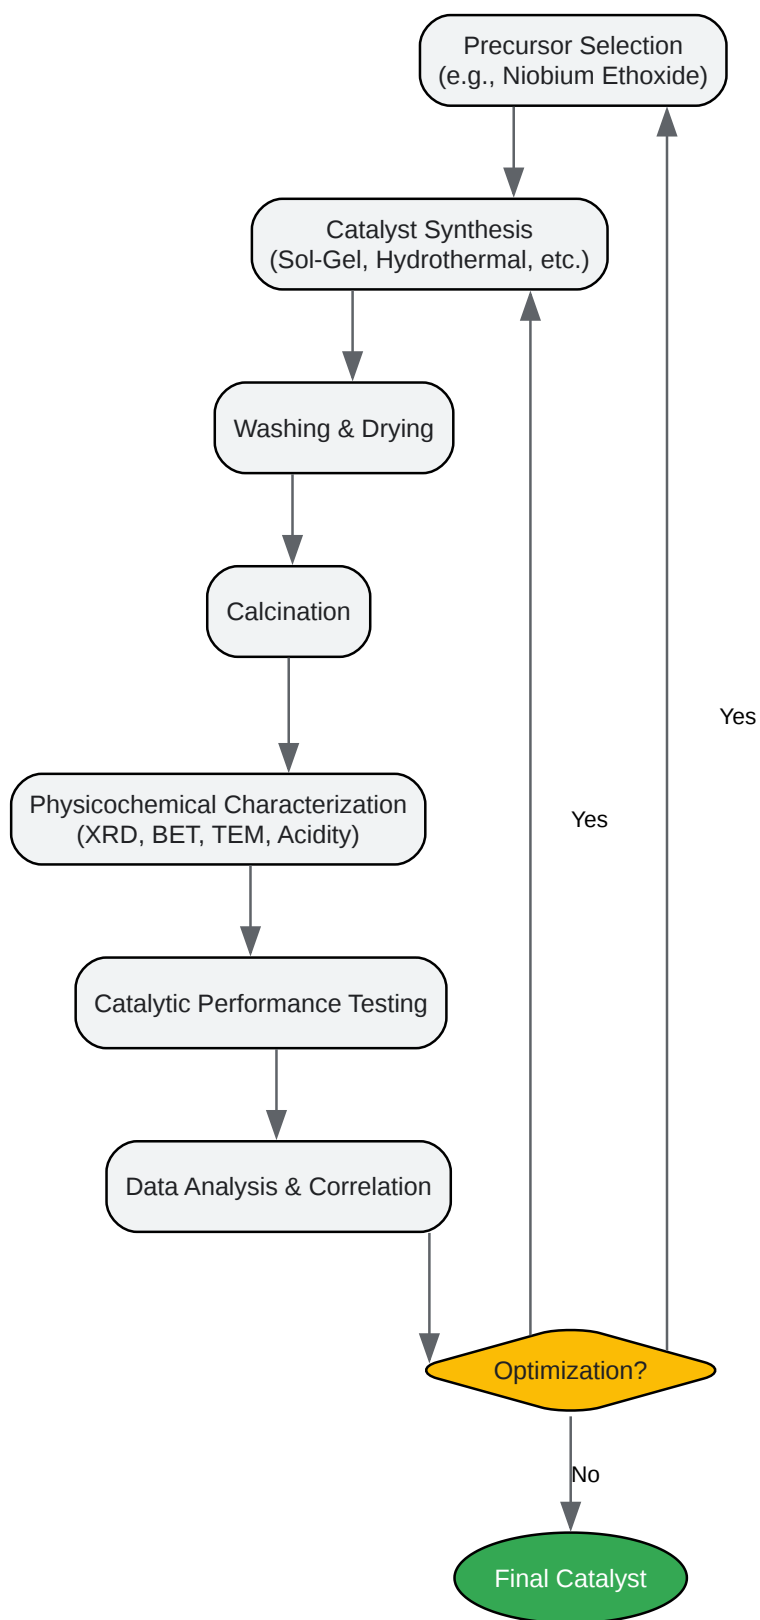 Precursor Selection
(e.g., Niobium Ethoxide)
Catalyst Synthesis
(Sol-Gel, Hydrothermal, etc.)
Washing & Drying
Calcination
Yes
Physicochemical Characterization
(XRD, BET, TEM, Acidity)
Yes
Catalytic Performance Testing
Data Analysis & Correlation
Optimization?
No
Final Catalyst